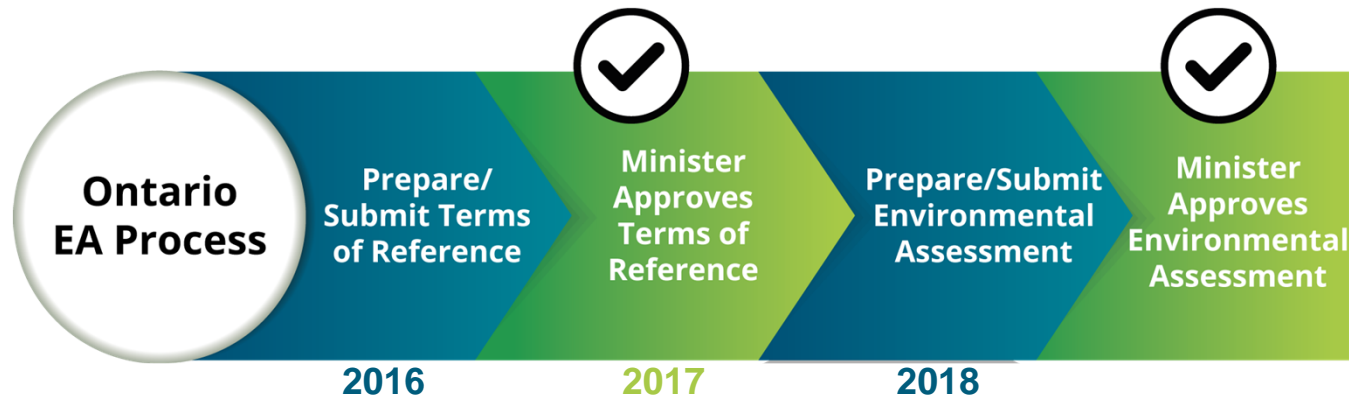 Ontario
EA Process
Prepare/
Submit Terms
of Reference
Minister
Approves
Terms of
Reference
Prepare/Submit
Environmental
Assessment
Minister
Approves
Environmental
Assessment
2016
2017
2018